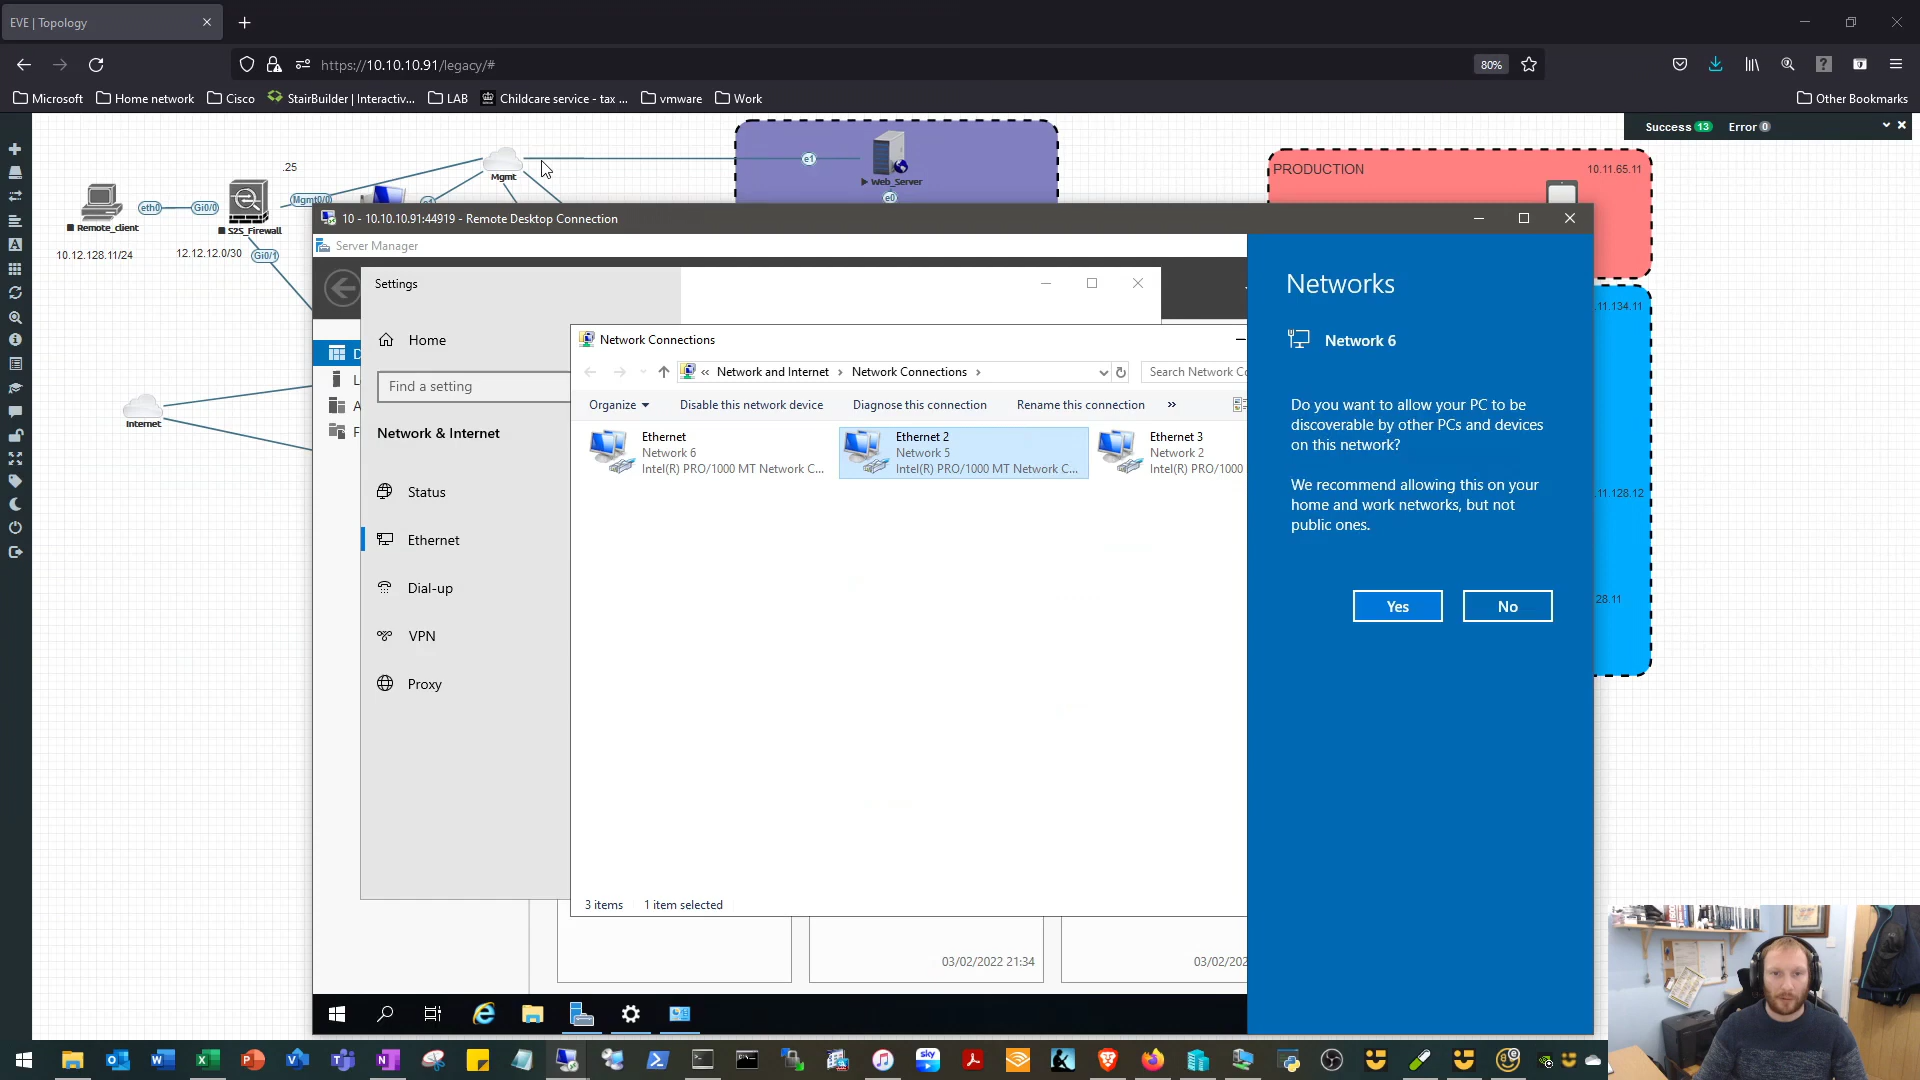 EVE | Topology
https://10.10.10.91/legacy/#
80%
Microsoft
Home network
Cisco
StairBuilder | Interactiv...
LAB
Childcare service - tax ...
vmware
Work
Other Bookmarks
Success 13
Error 0
.25
Mgmt
e1
Web_Server
e0
PRODUCTION
10.11.65.11
eth0
Gi0/0
Mgmt0/0
Remote_client
S2S_Firewall
10.12.128.11/24
12.12.12.0/30
Gi0/1
Internet
.11.134.11
.11.128.12
28.11
10 - 10.10.10.91:44919 - Remote Desktop Connection
Server Manager
Settings
Home
Find a setting
Network & Internet
Status
Ethernet
Dial-up
VPN
Proxy
Network Connections
« Network and Internet › Network Connections ›
Search Network Co
Organize
Disable this network device
Diagnose this connection
Rename this connection
»
Ethernet
Network 6
Intel(R) PRO/1000 MT Network C...
Ethernet 2
Network 5
Intel(R) PRO/1000 MT Network C...
Ethernet 3
Network 2
Intel(R) PRO/1000
3 items
1 item selected
03/02/2022 21:34
03/02/202
Networks
Network 6
Do you want to allow your PC to be
discoverable by other PCs and devices
on this network?
We recommend allowing this on your
home and work networks, but not
public ones.
Yes
No